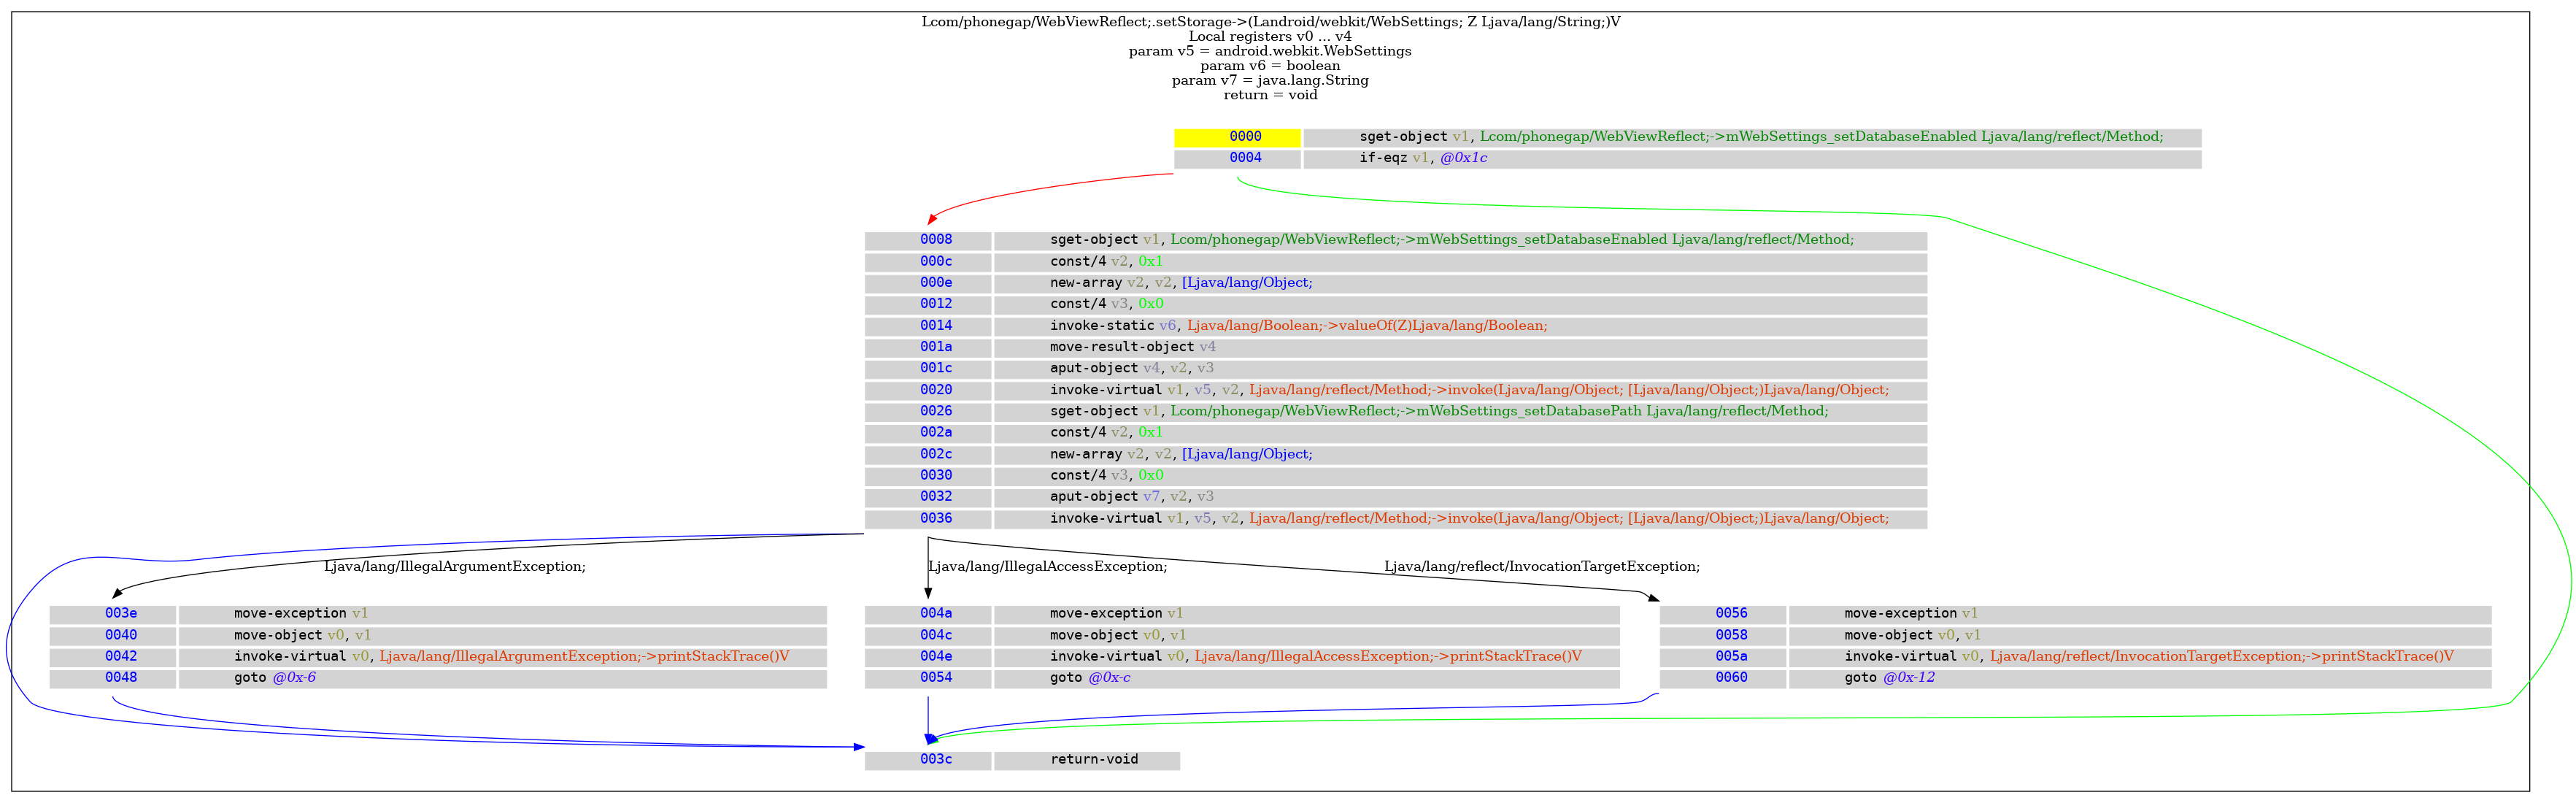 Lcom/phonegap/WebViewReflect;.setStorage->(Landroid/webkit/WebSettings; Z Ljava/lang/String;)V
Local registers v0 ... v4
param v5 = android.webkit.WebSettings
param v6 = boolean
param v7 = java.lang.String
return = void
0000 sget-object v1, Lcom/phonegap/WebViewReflect;->mWebSettings_setDatabaseEnabled Ljava/lang/reflect/Method;
0004 if-eqz v1, @0x1c
0008 sget-object v1, Lcom/phonegap/WebViewReflect;->mWebSettings_setDatabaseEnabled Ljava/lang/reflect/Method;
000c const/4 v2, 0x1
000e new-array v2, v2, [Ljava/lang/Object;
0012 const/4 v3, 0x0
0014 invoke-static v6, Ljava/lang/Boolean;->valueOf(Z)Ljava/lang/Boolean;
001a move-result-object v4
001c aput-object v4, v2, v3
0020 invoke-virtual v1, v5, v2, Ljava/lang/reflect/Method;->invoke(Ljava/lang/Object; [Ljava/lang/Object;)Ljava/lang/Object;
0026 sget-object v1, Lcom/phonegap/WebViewReflect;->mWebSettings_setDatabasePath Ljava/lang/reflect/Method;
002a const/4 v2, 0x1
002c new-array v2, v2, [Ljava/lang/Object;
0030 const/4 v3, 0x0
0032 aput-object v7, v2, v3
0036 invoke-virtual v1, v5, v2, Ljava/lang/reflect/Method;->invoke(Ljava/lang/Object; [Ljava/lang/Object;)Ljava/lang/Object;
Ljava/lang/IllegalArgumentException;
Ljava/lang/IllegalAccessException;
Ljava/lang/reflect/InvocationTargetException;
003e move-exception v1
0040 move-object v0, v1
0042 invoke-virtual v0, Ljava/lang/IllegalArgumentException;->printStackTrace()V
0048 goto @0x-6
004a move-exception v1
004c move-object v0, v1
004e invoke-virtual v0, Ljava/lang/IllegalAccessException;->printStackTrace()V
0054 goto @0x-c
0056 move-exception v1
0058 move-object v0, v1
005a invoke-virtual v0, Ljava/lang/reflect/InvocationTargetException;->printStackTrace()V
0060 goto @0x-12
003c return-void